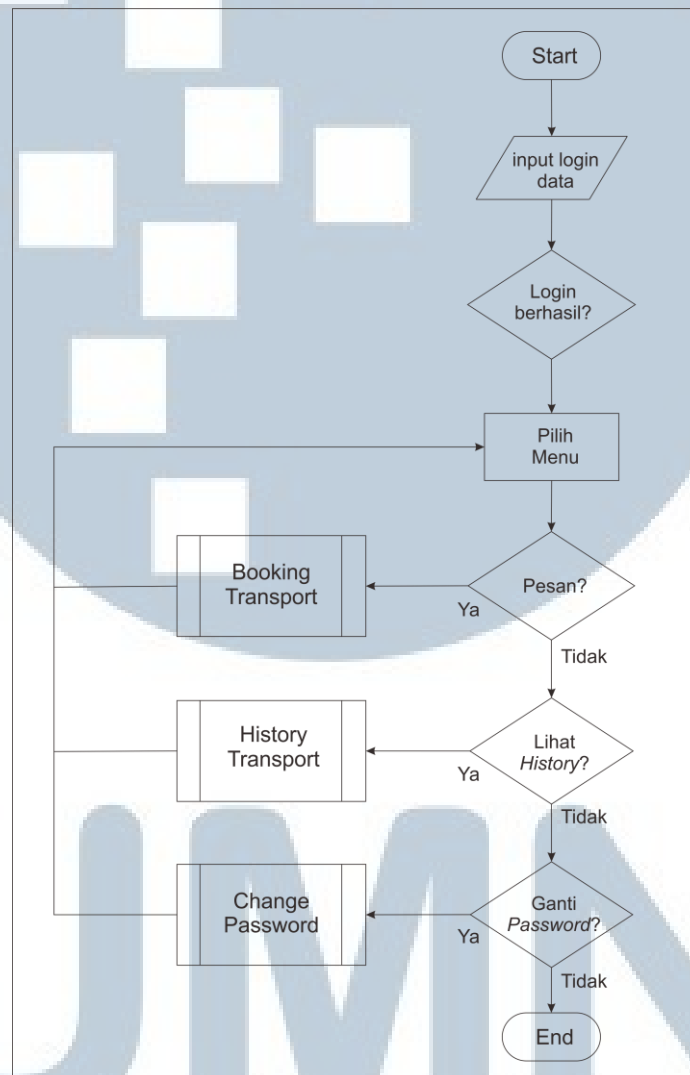 Start
input login
data
Login
berhasil?
Pilih
Menu
Booking
Transport
Ya
Pesan?
Tidak
History
Transport
Ya
Lihat
History?
Tidak
Change
Password
Ya
Ganti
Password?
Tidak
End
UMN